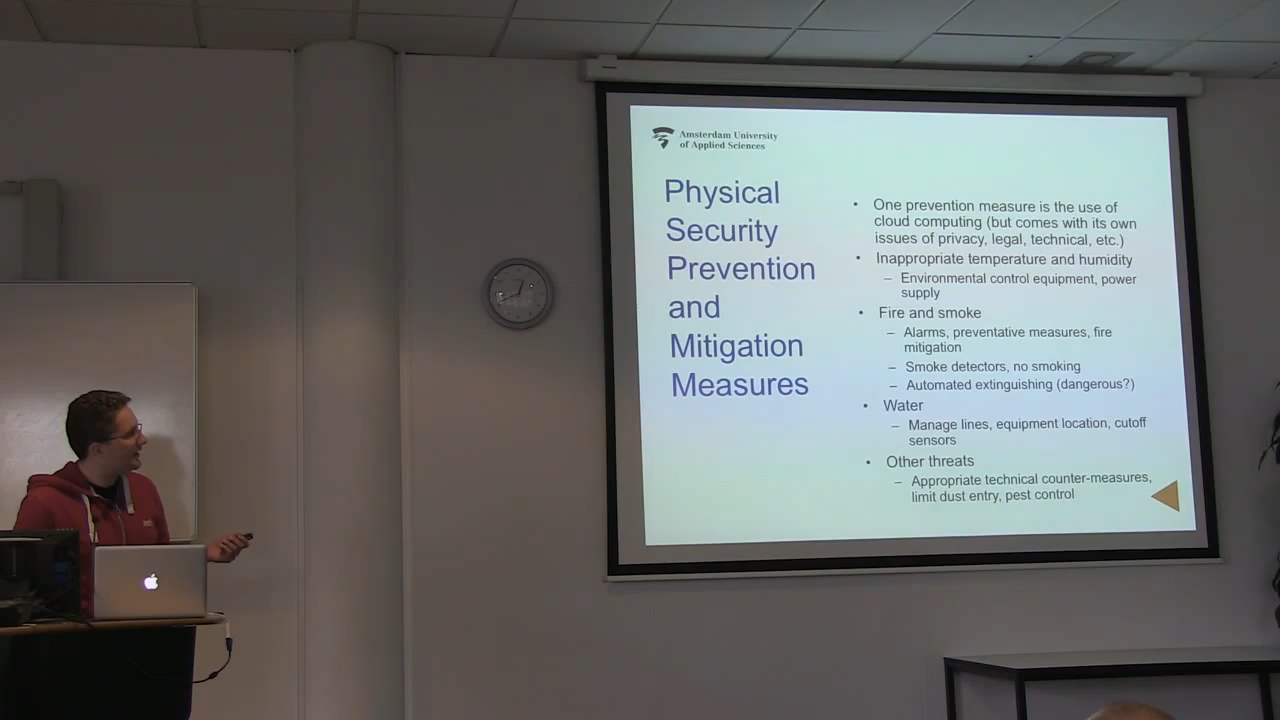 Amsterdam University
of Applied Sciences
Physical
Security
Prevention
and
Mitigation
Measures
• One prevention measure is the use of
cloud computing (but comes with its own
issues of privacy, legal, technical, etc.)
• Inappropriate temperature and humidity
– Environmental control equipment, power
supply
• Fire and smoke
– Alarms, preventative measures, fire
mitigation
– Smoke detectors, no smoking
– Automated extinguishing (dangerous?)
• Water
– Manage lines, equipment location, cutoff
sensors
• Other threats
– Appropriate technical counter-measures,
limit dust entry, pest control